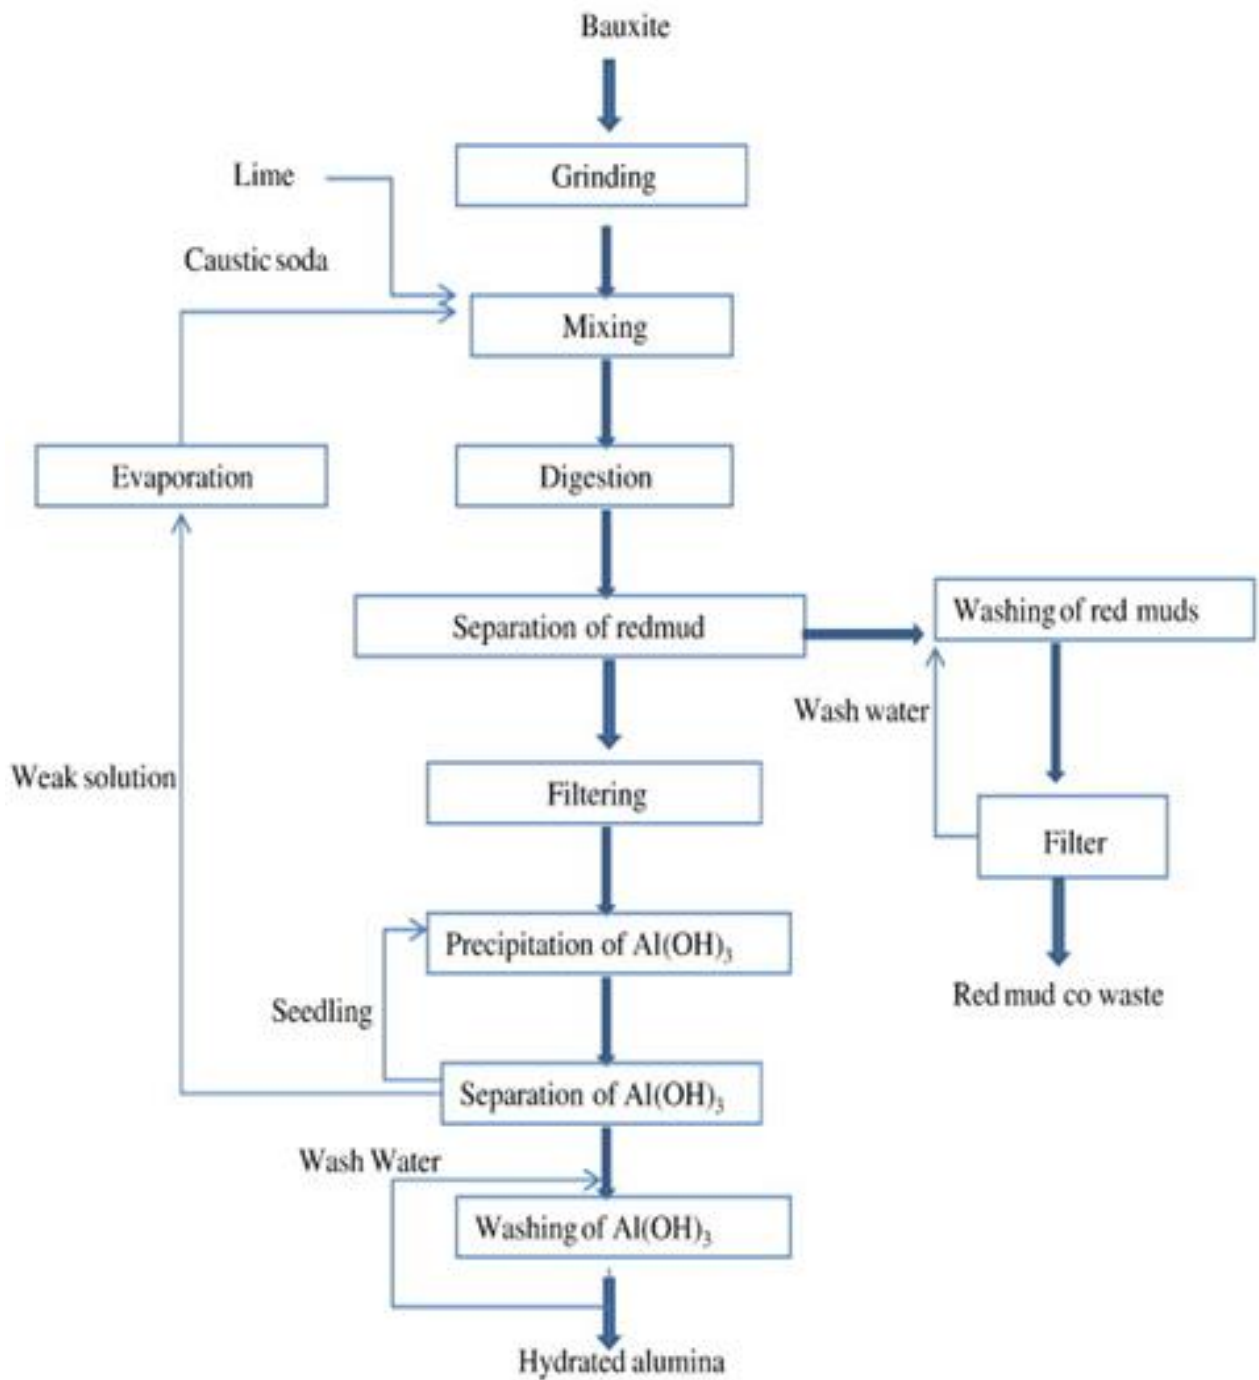 Bauxite
Grinding
Lime
Caustic soda
Mixing
Evaporation
Digestion
Separation of redmud
Washing of red muds
Wash water
Weak solution
Filtering
Filter
Precipitation of Al(OH)₃
Red mud co waste
Seedling
Separation of Al(OH)₃
Wash Water
Washing of Al(OH)₃
Hydrated alumina